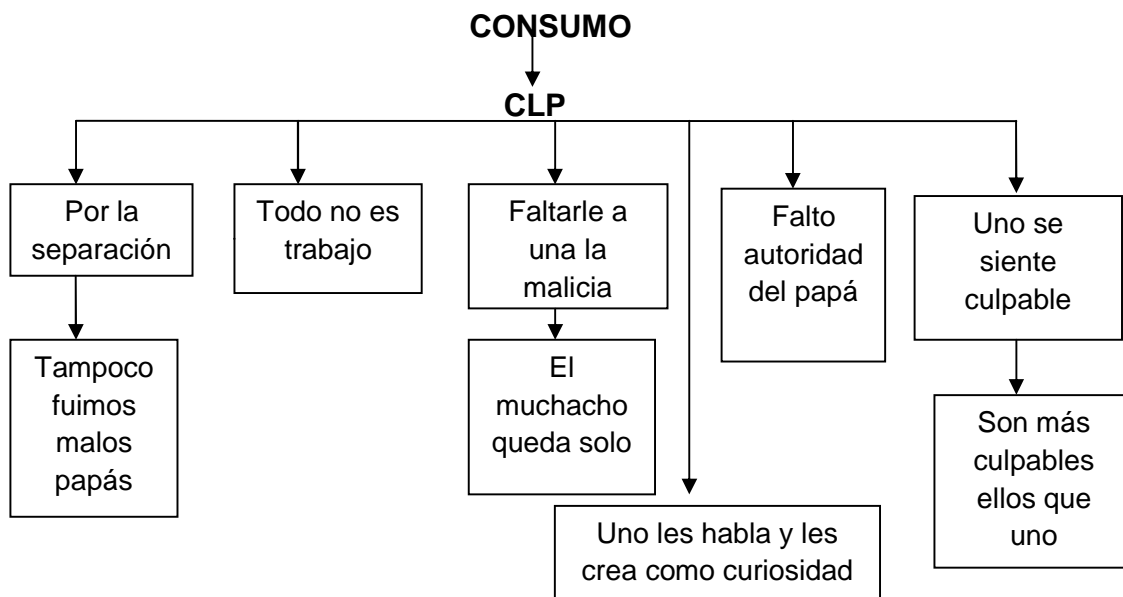 CONSUMO
CLP
Por la
separación
Todo no es
trabajo
Faltarle a
una la
malicia
Falto
autoridad
del papá
Uno se
siente
culpable
Tampoco
fuimos
malos
papás
El
muchacho
queda solo
Son más
culpables
ellos que
uno
Uno les habla y les
crea como curiosidad